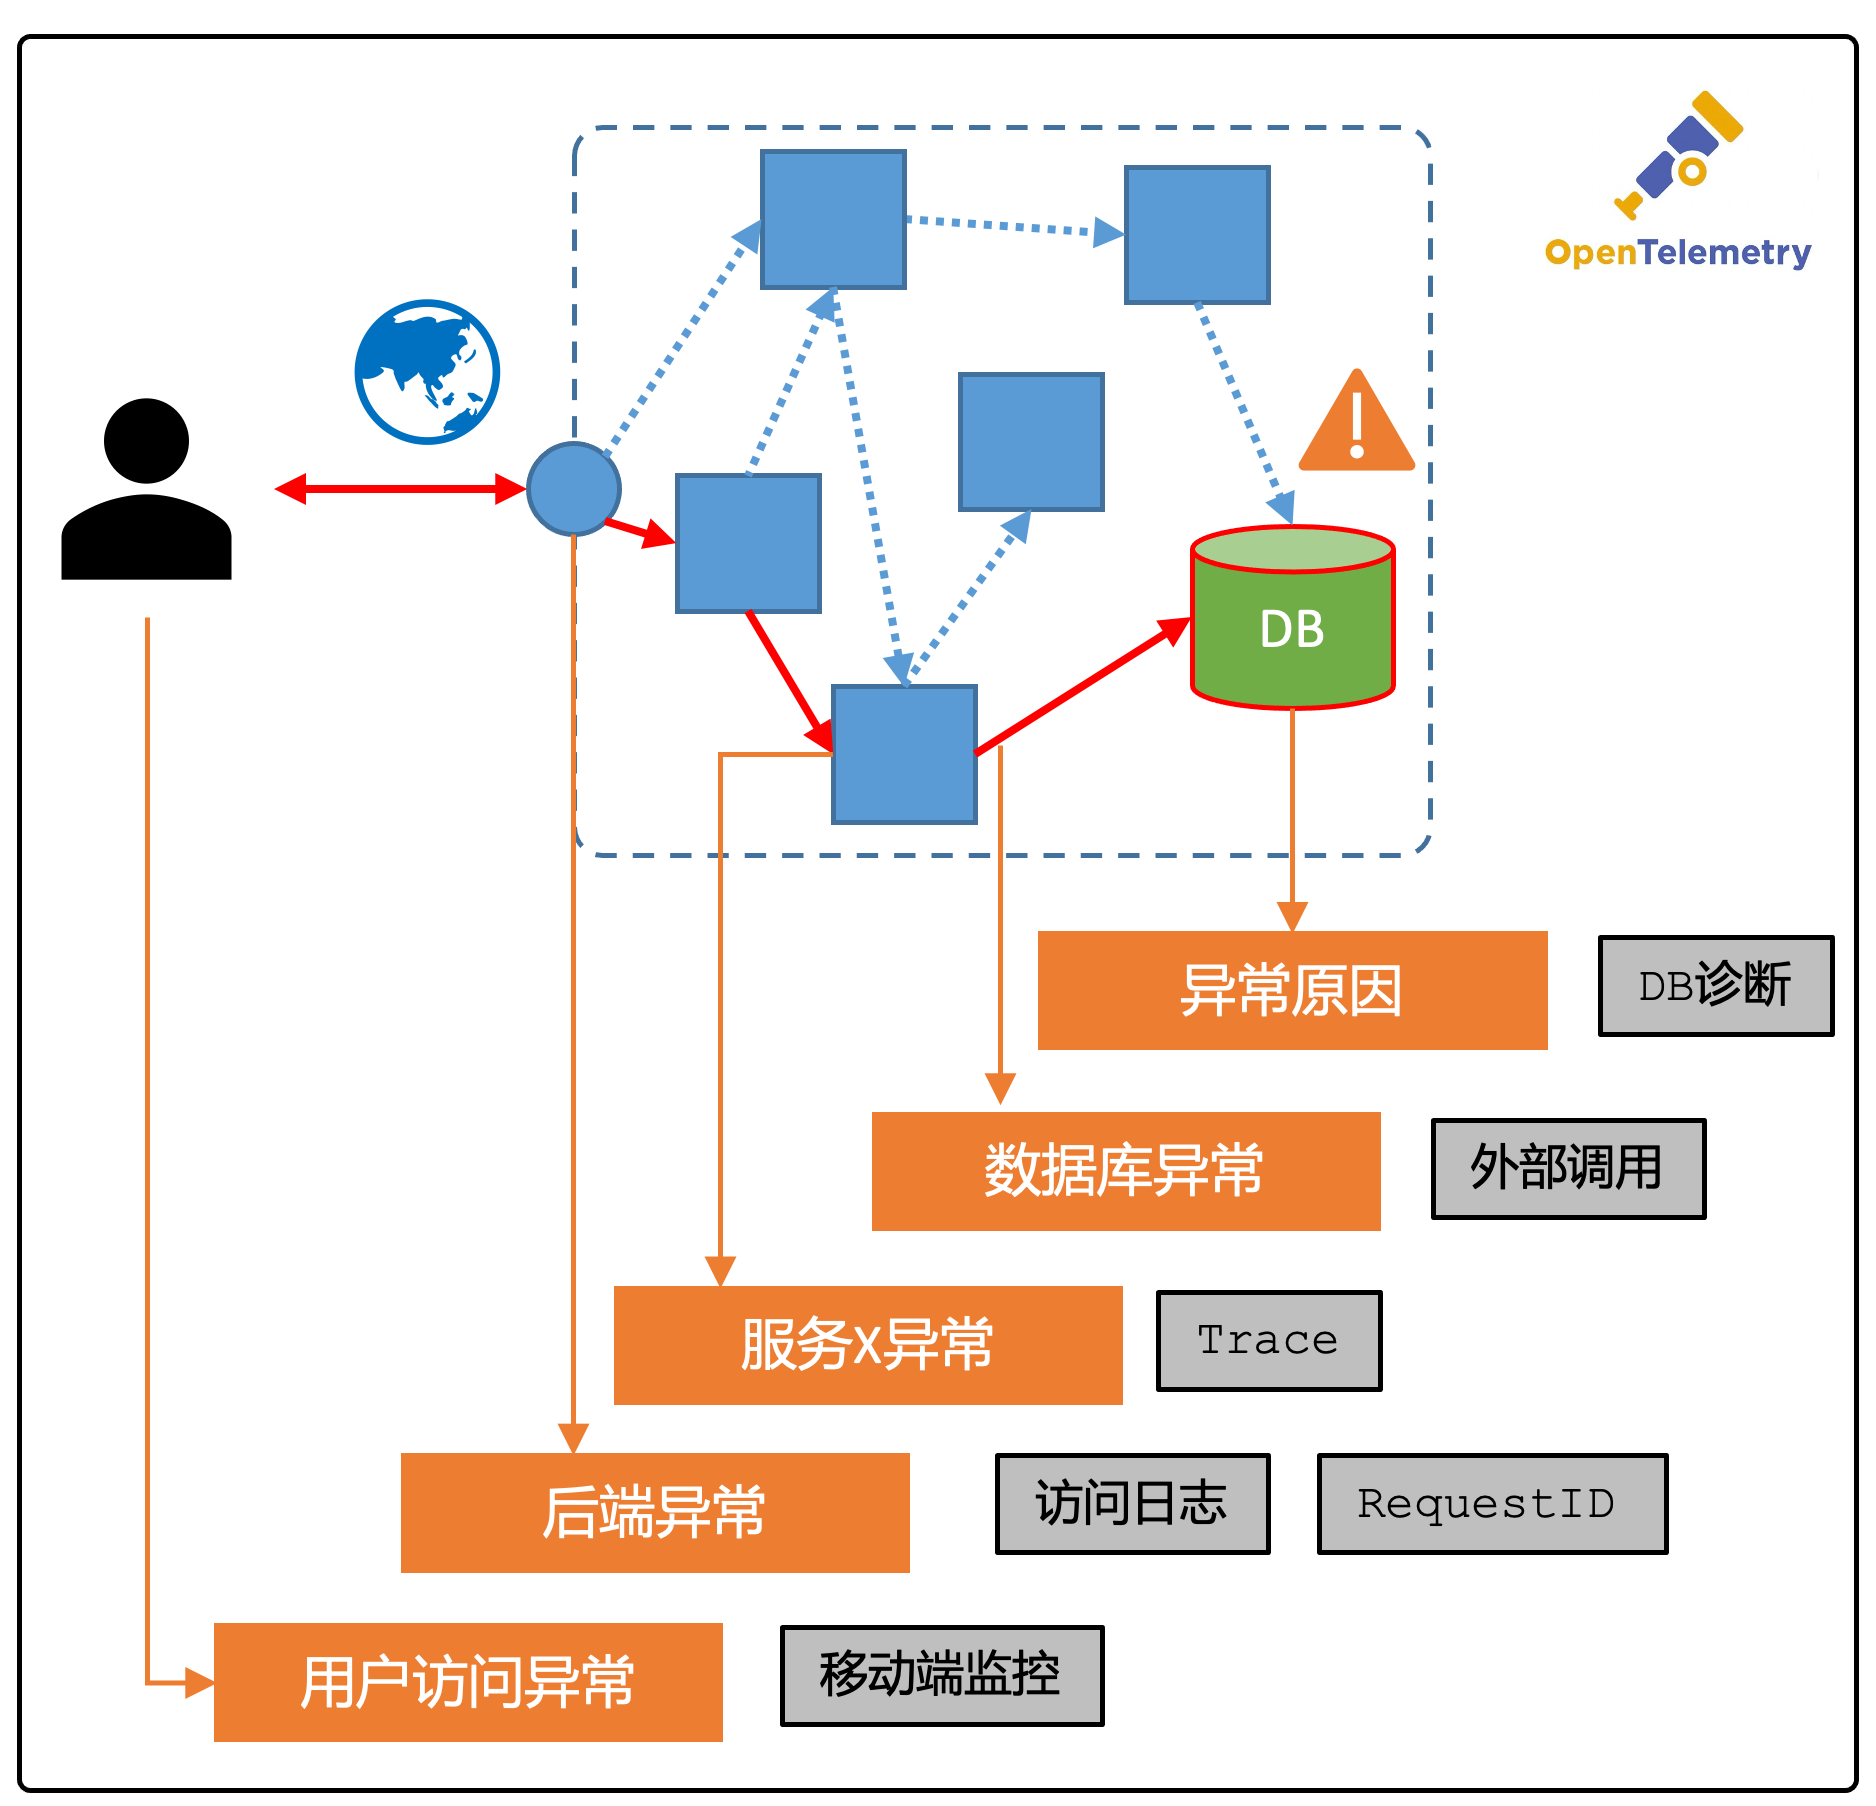 OpenTelemetry
DB
异常原因
DB诊断
数据库异常
外部调用
服务X异常
Trace
后端异常
访问日志
RequestID
用户访问异常
移动端监控